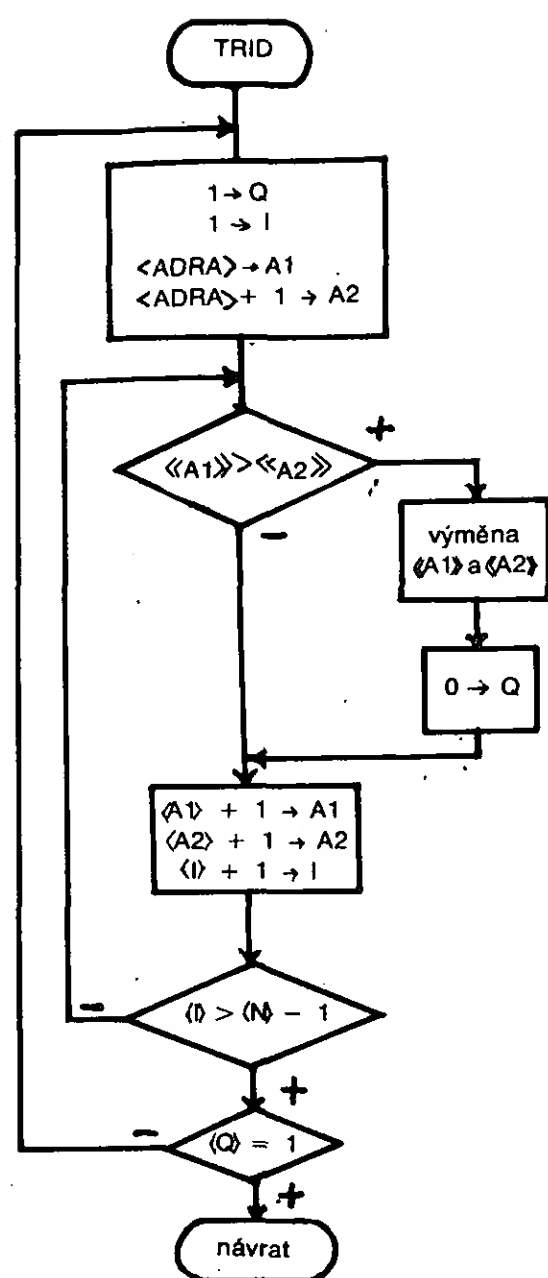 TRID
1 → Q
1 → I
<ADRA> → A1
<ADRA> + 1 → A2
⟪A1⟫ > ⟪A2⟫
+
−
výměna
⟪A1⟫ a ⟪A2⟫
0 → Q
⟨A1⟩ + 1 → A1
⟨A2⟩ + 1 → A2
⟨I⟩ + 1 → I
−
⟨I⟩ > ⟨N⟩ − 1
+
−
⟨Q⟩ = 1
+
návrat